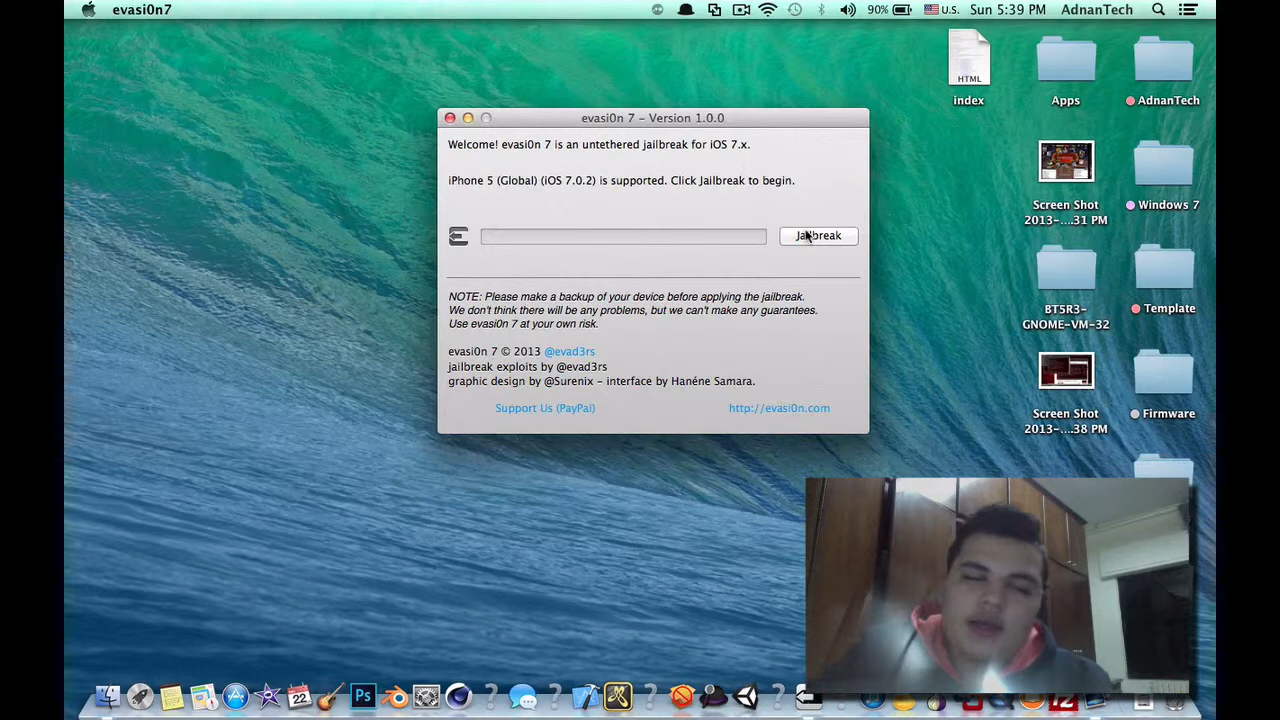 evasi0n7
90%
U.S.
Sun 5:39 PM
AdnanTech
HTML
index
Apps
AdnanTech
evasi0n 7 – Version 1.0.0
Welcome! evasi0n 7 is an untethered jailbreak for iOS 7.x.
iPhone 5 (Global) (iOS 7.0.2) is supported. Click Jailbreak to begin.
Jailbreak
Screen Shot
2013-....31 PM
Windows 7
NOTE: Please make a backup of your device before applying the jailbreak.
We don't think there will be any problems, but we can't make any guarantees.
Use evasi0n 7 at your own risk.
BT5R3-
GNOME-VM-32
Template
evasi0n 7 © 2013 @evad3rs
jailbreak exploits by @evad3rs
graphic design by @Surenix – interface by Hanéne Samara.
Support Us (PayPal)
http://evasi0n.com
Screen Shot
2013-....38 PM
Firmware
22
Ps
?
?
?
?